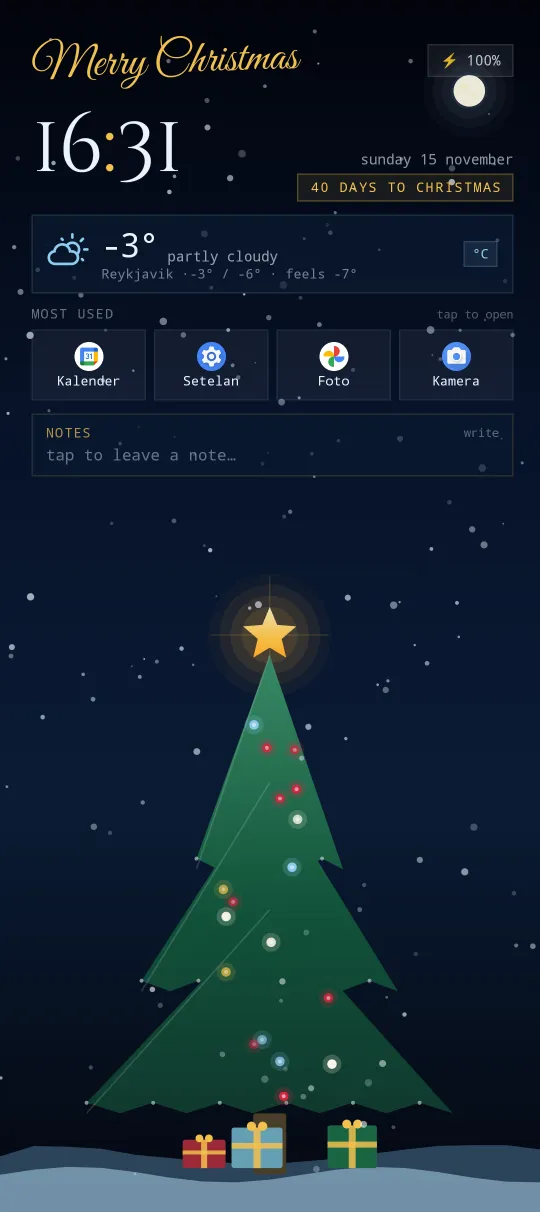 Merry Christmas
⚡ 100%
16:31
sunday 15 november
40 DAYS TO CHRISTMAS
-3° partly cloudy
Reykjavik ·-3° / -6° · feels -7°
°C
MOST USED
tap to open
31
Kalender
Setelan
Foto
Kamera
NOTES
write
tap to leave a note…